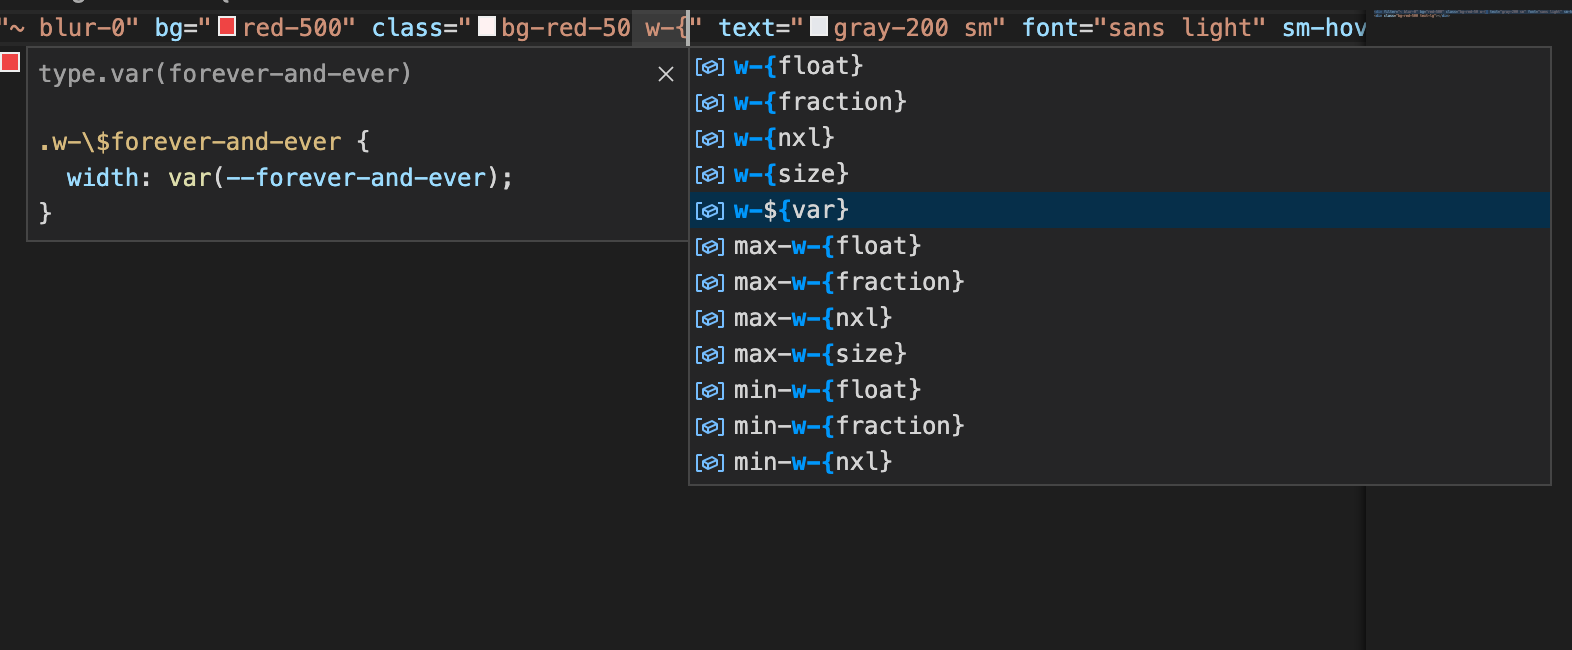 "~ blur-0" bg="red-500" class="bg-red-50 w-{" text="gray-200 sm" font="sans light" sm-hov
type.var(forever-and-ever)
.w-\$forever-and-ever {
width: var(--forever-and-ever);
}
w-{float}
w-{fraction}
w-{nxl}
w-{size}
w-${var}
max-w-{float}
max-w-{fraction}
max-w-{nxl}
max-w-{size}
min-w-{float}
min-w-{fraction}
min-w-{nxl}